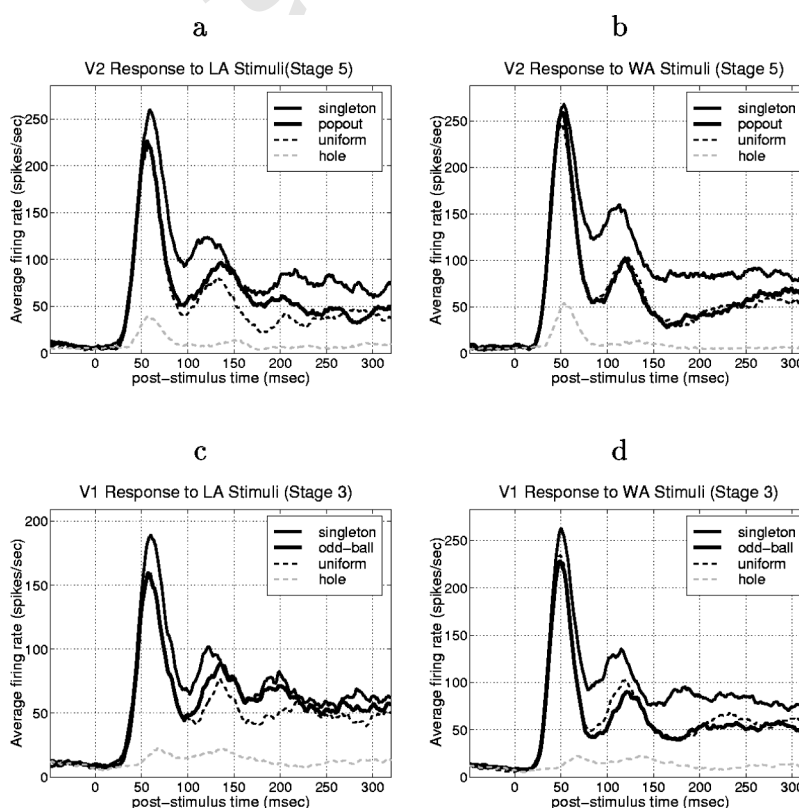 a
V2 Response to LA Stimuli(Stage 5)
Average firing rate (spikes/sec)
250
200
150
100
50
0
singleton
popout
uniform
hole
0 50 100 150 200 250 300
post-stimulus time (msec)
b
V2 Response to WA Stimuli (Stage 5)
Average firing rate (spikes/sec)
250
200
150
100
50
0
singleton
popout
uniform
hole
0 50 100 150 200 250 300
post-stimulus time (msec)
c
V1 Response to LA Stimuli (Stage 3)
Average firing rate (spikes/sec)
200
150
100
50
0
singleton
odd-ball
uniform
hole
0 50 100 150 200 250 300
post-stimulus time (msec)
d
V1 Response to WA Stimuli (Stage 3)
Average firing rate (spikes/sec)
250
200
150
100
50
0
singleton
odd-ball
uniform
hole
0 50 100 150 200 250 300
post-stimulus time (msec)